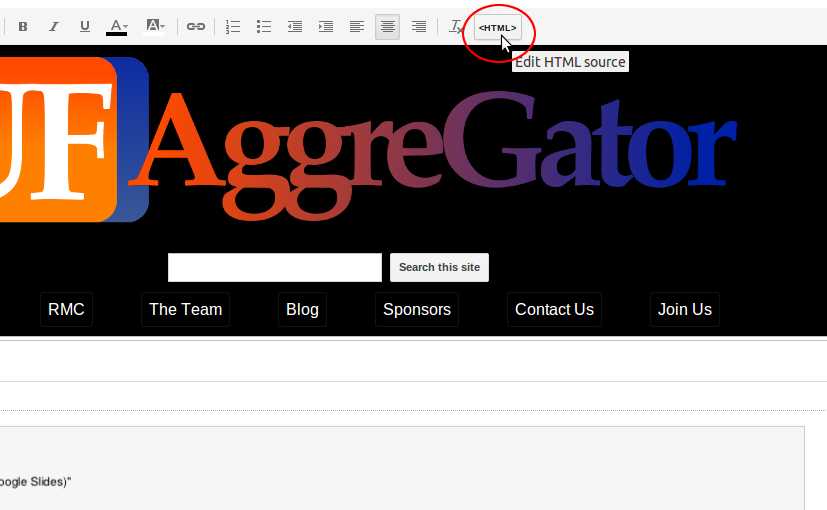 B I U A A <HTML>
Edit HTML source
UF AggreGator
Search this site
RMC The Team Blog Sponsors Contact Us Join Us
oogle Slides)"